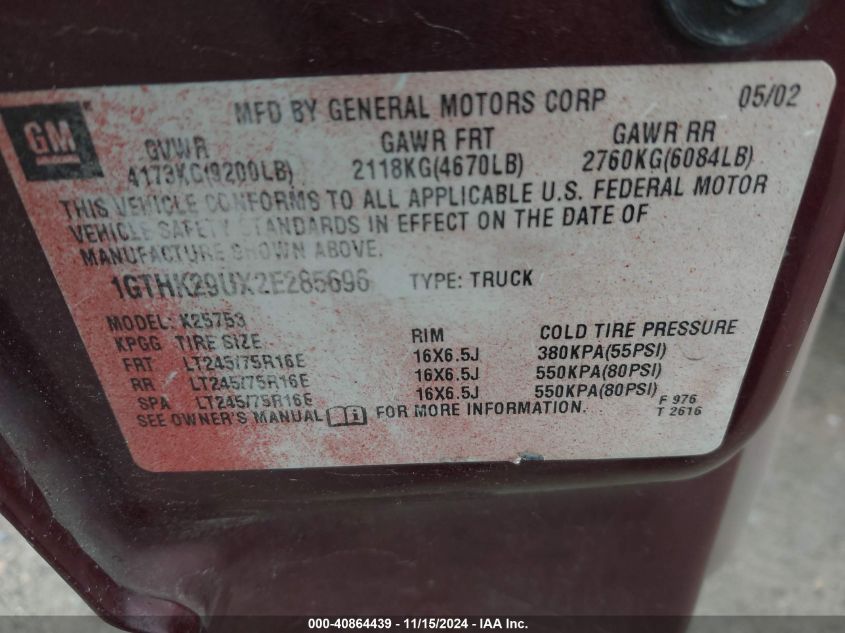 MFD BY GENERAL MOTORS CORP 05/02
GM
GVWR GAWR FRT GAWR RR
4173KG(9200LB) 2118KG(4670LB) 2760KG(6084LB)
THIS VEHICLE CONFORMS TO ALL APPLICABLE U.S. FEDERAL MOTOR
VEHICLE SAFETY STANDARDS IN EFFECT ON THE DATE OF
MANUFACTURE SHOWN ABOVE.
1GTHK29UX2E285696 TYPE: TRUCK
MODEL: K25753
KPGG TIRE SIZE RIM COLD TIRE PRESSURE
FRT LT245/75R16E 16X6.5J 380KPA(55PSI)
RR LT245/75R16E 16X6.5J 550KPA(80PSI)
SPA LT245/75R16E 16X6.5J 550KPA(80PSI)
SEE OWNER'S MANUAL FOR MORE INFORMATION.
F 976
T 2616
000-40864439 - 11/15/2024 - IAA Inc.